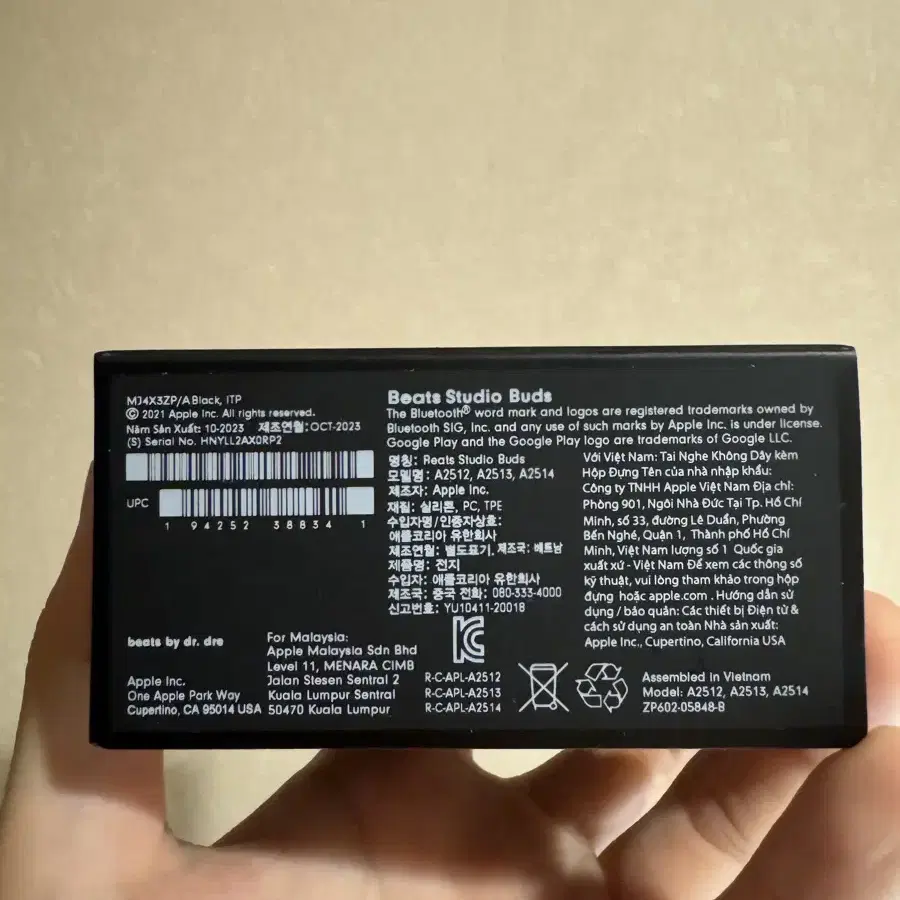 MJ4X3ZP/A Black, ITP
© 2021 Apple Inc. All rights reserved.
Năm Sản Xuất: 10-2023 제조연월: OCT-2023
(S) Serial No. HNYLL2AX0RP2
UPC
1 94252 38834 1
Beats Studio Buds
The Bluetooth® word mark and logos are registered trademarks owned by
Bluetooth SIG, Inc. and any use of such marks by Apple Inc. is under license.
Google Play and the Google Play logo are trademarks of Google LLC.
명칭: Beats Studio Buds
모델명: A2512, A2513, A2514
제조자: Apple Inc.
재질: 실리톤, PC, TPE
수입자명/인증자상호:
애플코리아 유한회사
제조연월: 별도표기, 제조국: 베트남
제품명: 전지
수입자: 애플코리아 유한회사
제조국: 중국 전화: 080-333-4000
신고번호: YU10411-20018
Với Việt Nam: Tai Nghe Không Dây kèm
Hộp Đựng Tên của nhà nhập khẩu:
Công ty TNHH Apple Việt Nam Địa chỉ:
Phòng 901, Ngôi Nhà Đức Tại Tp. Hồ Chí
Minh, số 33, đường Lê Duẩn, Phường
Bến Nghé, Quận 1, Thành phố Hồ Chí
Minh, Việt Nam lượng số 1 Quốc gia
xuất xứ - Việt Nam Để xem các thông số
kỹ thuật, vui lòng tham khảo trong hộp
đựng hoặc apple.com . Hướng dẫn sử
dụng / bảo quản: Các thiết bị Điện tử &
cách sử dụng an toàn Nhà sản xuất:
Apple Inc., Cupertino, California USA
beats by dr. dre
Apple Inc.
One Apple Park Way
Cupertino, CA 95014 USA
For Malaysia:
Apple Malaysia Sdn Bhd
Level 11, MENARA CIMB
Jalan Stesen Sentral 2
Kuala Lumpur Sentral
50470 Kuala Lumpur
R-C-APL-A2512
R-C-APL-A2513
R-C-APL-A2514
Assembled in Vietnam
Model: A2512, A2513, A2514
ZP602-05848-B